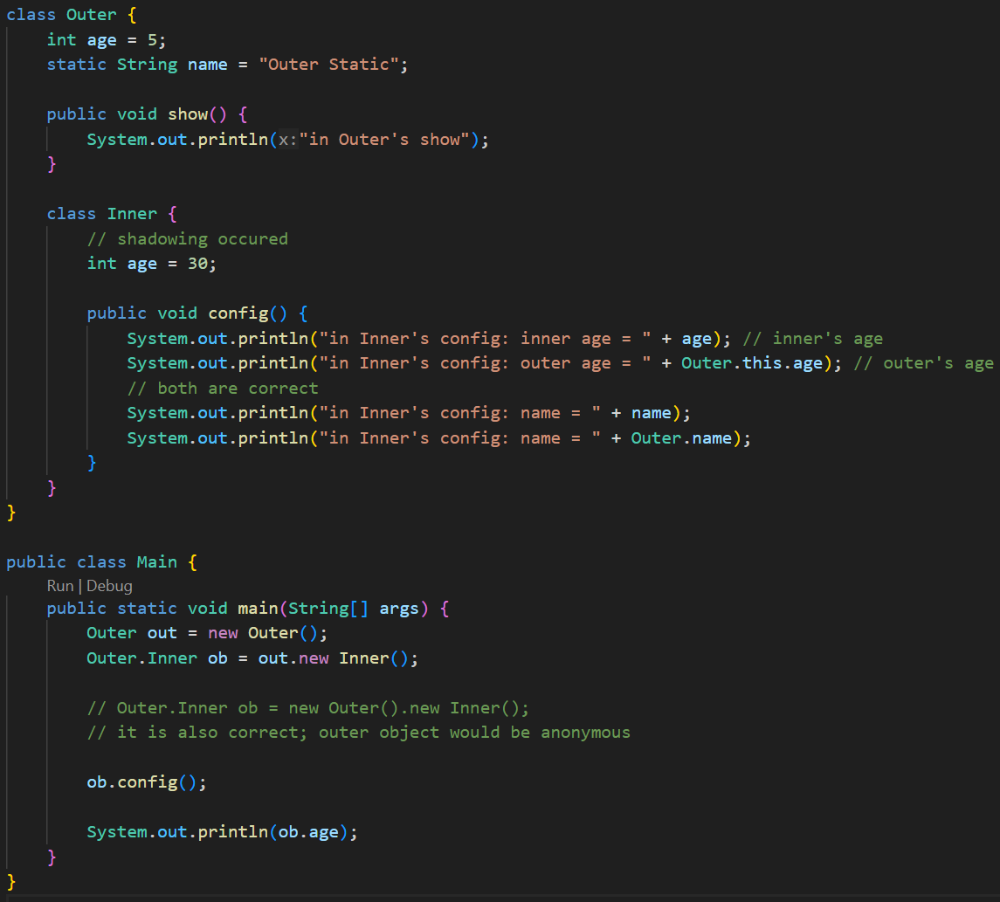 class Outer {
    int age = 5;
    static String name = "Outer Static";

    public void show() {
        System.out.println(x:"in Outer's show");
    }

    class Inner {
        // shadowing occured
        int age = 30;

        public void config() {
            System.out.println("in Inner's config: inner age = " + age); // inner's age
            System.out.println("in Inner's config: outer age = " + Outer.this.age); // outer's age
            // both are correct
            System.out.println("in Inner's config: name = " + name);
            System.out.println("in Inner's config: name = " + Outer.name);
        }
    }
}

public class Main {
    Run | Debug
    public static void main(String[] args) {
        Outer out = new Outer();
        Outer.Inner ob = out.new Inner();

        // Outer.Inner ob = new Outer().new Inner();
        // it is also correct; outer object would be anonymous

        ob.config();

        System.out.println(ob.age);
    }
}